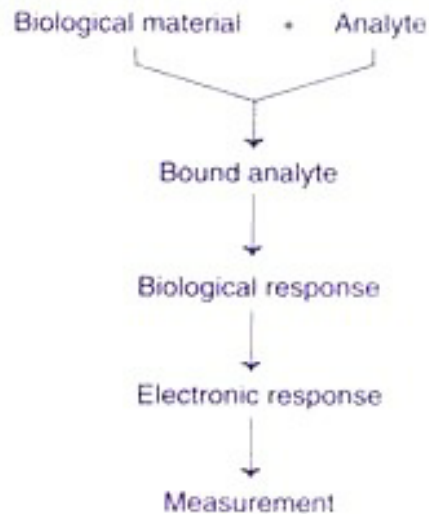 Biological material • Analyte
Bound analyte
Biological response
Electronic response
Measurement